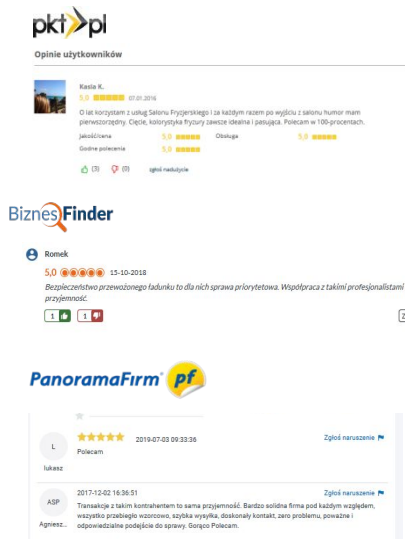 pkt.pl
Opinie użytkowników
Kasia K.
5,0 07.01.2016
O lat korzystam z usług Salonu Fryzjerskiego i za każdym razem po wyjściu z salonu humor mam
pierwszorzędny. Cięcie, kolorystyka fryzury zawsze idealna i pasująca. Polecam w 100-procentach.
Jakość/cena 5,0 Obsługa 5,0
Godne polecenia 5,0
(3) (0) zgłoś nadużycie
BiznesFinder
Romek
5,0 15-10-2018
Bezpieczeństwo przewożonego ładunku to dla nich sprawa priorytetowa. Współpraca z takimi profesjonalistami
przyjemność.
1 1 Z
PanoramaFirm pf
L 2019-07-03 09:33:36 Zgłoś naruszenie
Polecam
lukasz
2017-12-02 16:36:51 Zgłoś naruszenie
ASP Transakcje z takim kontrahentem to sama przyjemność. Bardzo solidna firma pod każdym względem,
wszystko przebiegło wzorcowo, szybka wysyłka, doskonały kontakt, zero problemu, poważne i
Agniesz... odpowiedzialne podejście do sprawy. Gorąco Polecam.